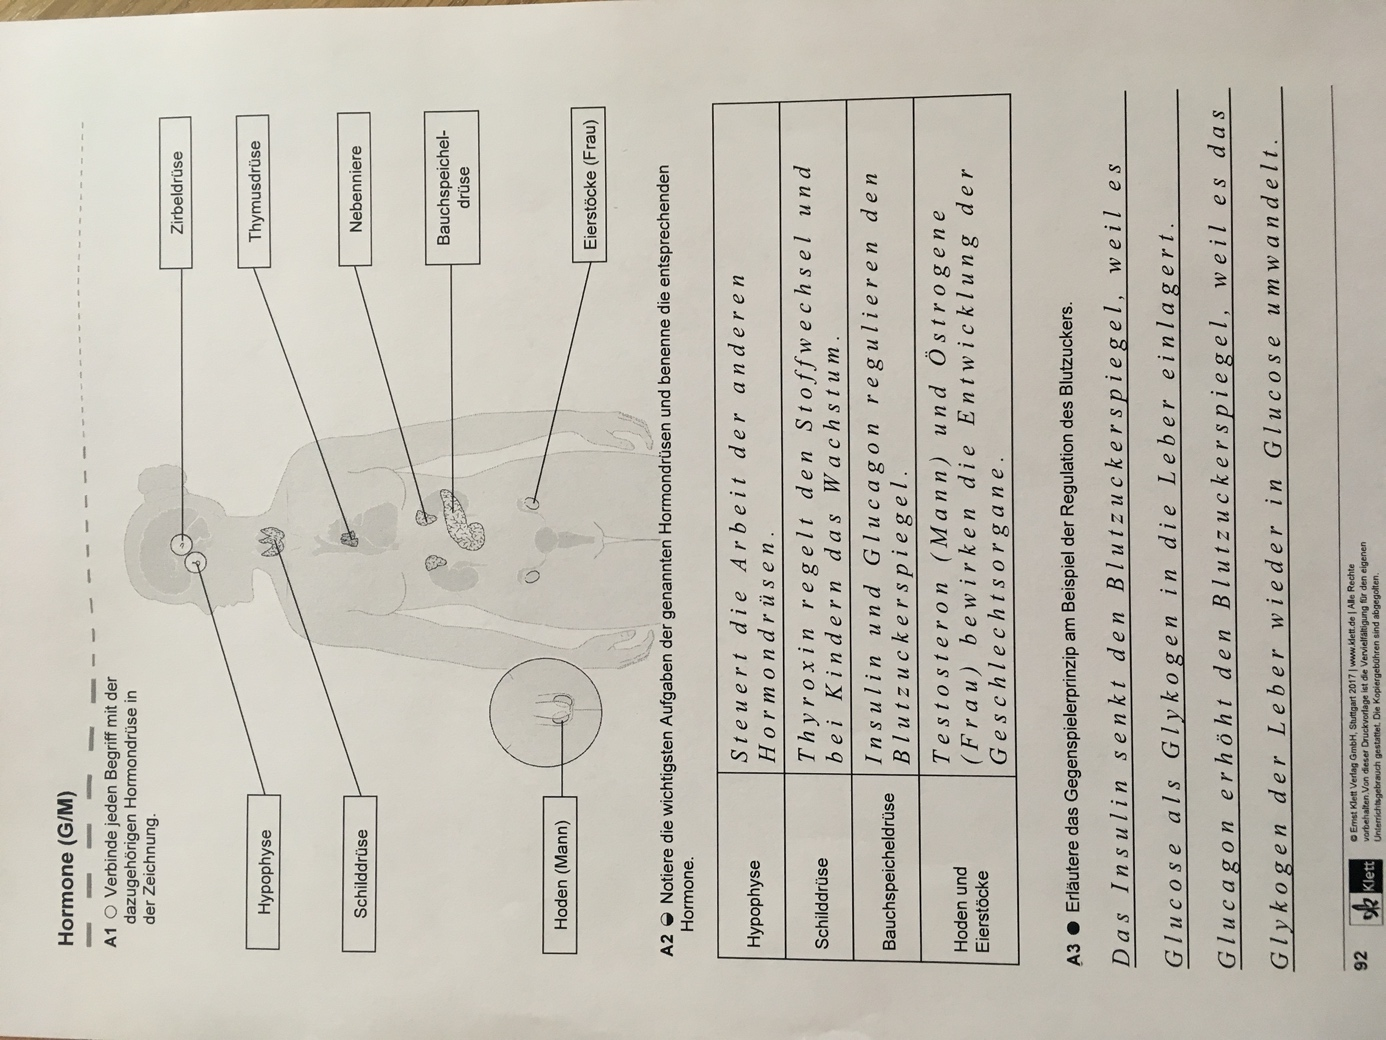 Hormone (G/M)
A1 ○ Verbinde jeden Begriff mit der
dazugehörigen Hormondrüse in
der Zeichnung.
Hypophyse
Schilddrüse
Hoden (Mann)
Zirbeldrüse
Thymusdrüse
Nebenniere
Bauchspeichel-
drüse
Eierstöcke (Frau)
A2 Notiere die wichtigsten Aufgaben der genannten Hormondrüsen und benenne die entsprechenden
Hormone.
Hypophyse
Steuert die Arbeit der anderen
Hormondrüsen.
Schilddrüse
Thyroxin regelt den Stoffwechsel und
bei Kindern das Wachstum.
Bauchspeicheldrüse
Insulin und Glucagon regulieren den
Blutzuckerspiegel.
Hoden und
Eierstöcke
Testosteron (Mann) und Östrogene
(Frau) bewirken die Entwicklung der
Geschlechtsorgane.
A3 ● Erläutere das Gegenspielerprinzip am Beispiel der Regulation des Blutzuckers.
Das Insulin senkt den Blutzuckerspiegel, weil es
Glucose als Glykogen in die Leber einlagert.
Glucagon erhöht den Blutzuckerspiegel, weil es das
Glykogen der Leber wieder in Glucose umwandelt.
92
Klett
© Ernst Klett Verlag GmbH, Stuttgart 2017 | www.klett.de | Alle Rechte
vorbehalten. Von dieser Druckvorlage ist die Vervielfältigung für den eigenen
Unterrichtsgebrauch gestattet. Die Kopiergebühren sind abgegolten.